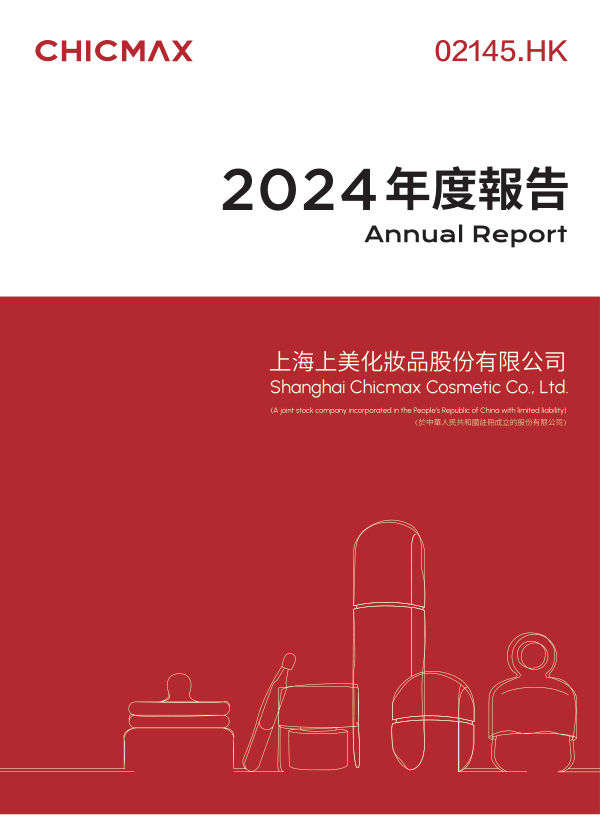 CHICMAX
02145.HK
2024年度報告
Annual Report
上海上美化妝品股份有限公司
Shanghai Chicmax Cosmetic Co., Ltd.
(A joint stock company incorporated in the People's Republic of China with limited liability)
(於中華人民共和國註冊成立的股份有限公司)